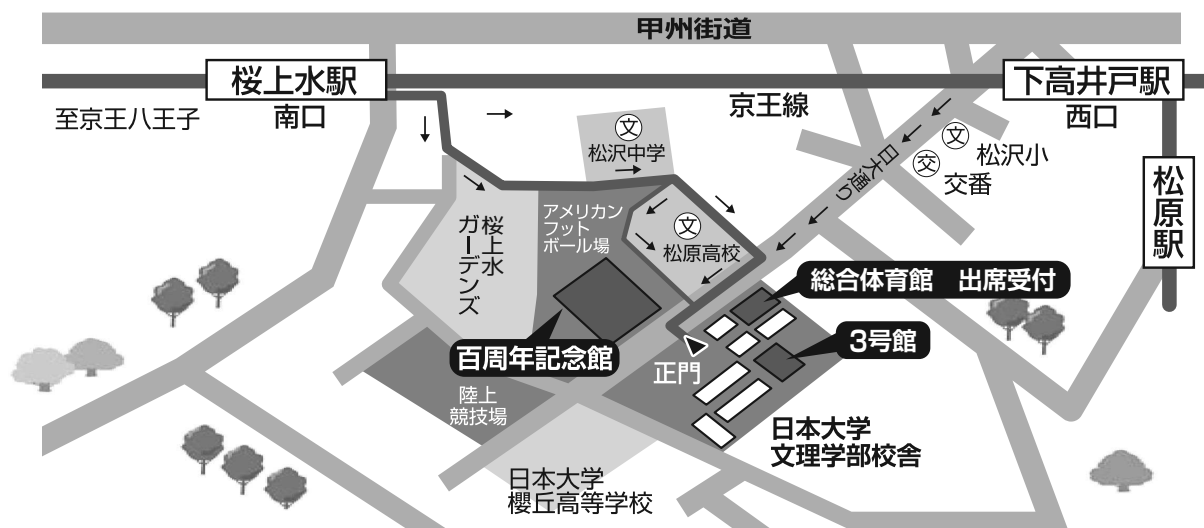 甲州街道
桜上水駅
南口
至京王八王子
京王線
下高井戸駅
西口
文
松沢中学
文
松沢小
交
交番
日大通り
松原駅
アメリカン
フット
ボール場
文
松原高校
桜上水
ガーデンズ
総合体育館 出席受付
3号館
百周年記念館
正門
陸上
競技場
日本大学
文理学部校舎
日本大学
櫻丘高等学校